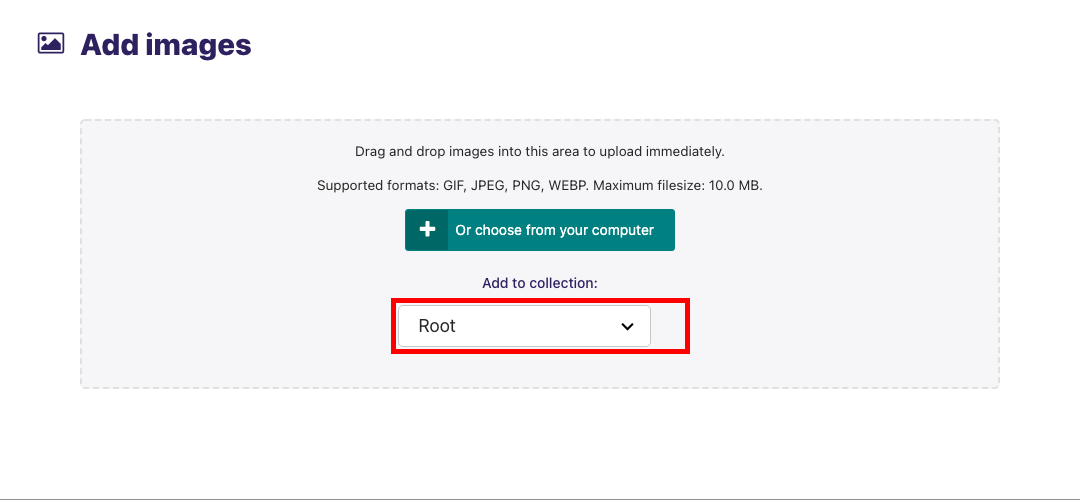 Add images
Drag and drop images into this area to upload immediately.
Supported formats: GIF, JPEG, PNG, WEBP. Maximum filesize: 10.0 MB.
Or choose from your computer
Add to collection:
Root